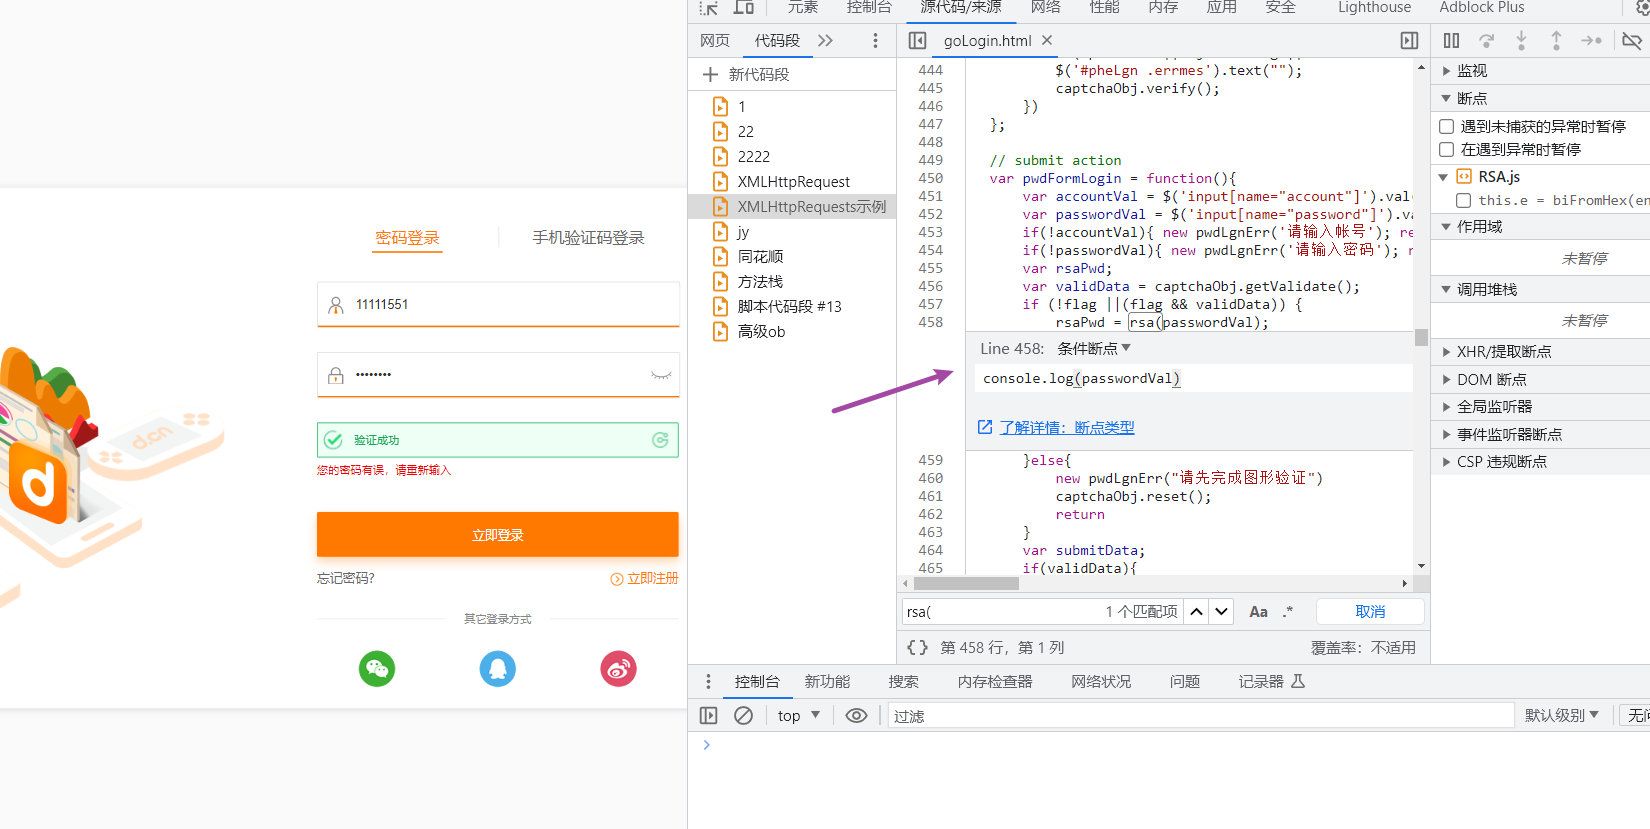 元素 控制台 源代码/来源 网络 性能 内存 应用 安全 Lighthouse Adblock Plus
网页 代码段 goLogin.html
新代码段
1
22
2222
XMLHttpRequest
XMLHttpRequests示例
jy
同花顺
方法栈
脚本代码段 #13
高级ob
444 $('#pheLgn .errmes').text("");
445 captchaObj.verify();
446 })
447 };
448
449 // submit action
450 var pwdFormLogin = function(){
451 var accountVal = $('input[name="account"]').val(
452 var passwordVal = $('input[name="password"]').va
453 if(!accountVal){ new pwdLgnErr('请输入帐号'); re
454 if(!passwordVal){ new pwdLgnErr('请输入密码'); r
455 var rsaPwd;
456 var validData = captchaObj.getValidate();
457 if (!flag ||(flag && validData)) {
458 rsaPwd = rsa(passwordVal);
Line 458: 条件断点
console.log(passwordVal)
了解详情：断点类型
459 }else{
460 new pwdLgnErr("请先完成图形验证")
461 captchaObj.reset();
462 return
463 }
464 var submitData;
465 if(validData){
rsa( 1 个匹配项 Aa .* 取消
{} 第 458 行，第 1 列 覆盖率：不适用
监视
断点
遇到未捕获的异常时暂停
在遇到异常时暂停
RSA.js
this.e = biFromHex(en
作用域
未暂停
调用堆栈
未暂停
XHR/提取断点
DOM 断点
全局监听器
事件监听器断点
CSP 违规断点
控制台 新功能 搜索 内存检查器 网络状况 问题 记录器
top 过滤 默认级别 无问
密码登录 手机验证码登录
11111551
••••••••
验证成功
您的密码有误，请重新输入
立即登录
忘记密码? 立即注册
其它登录方式
d.cn
d